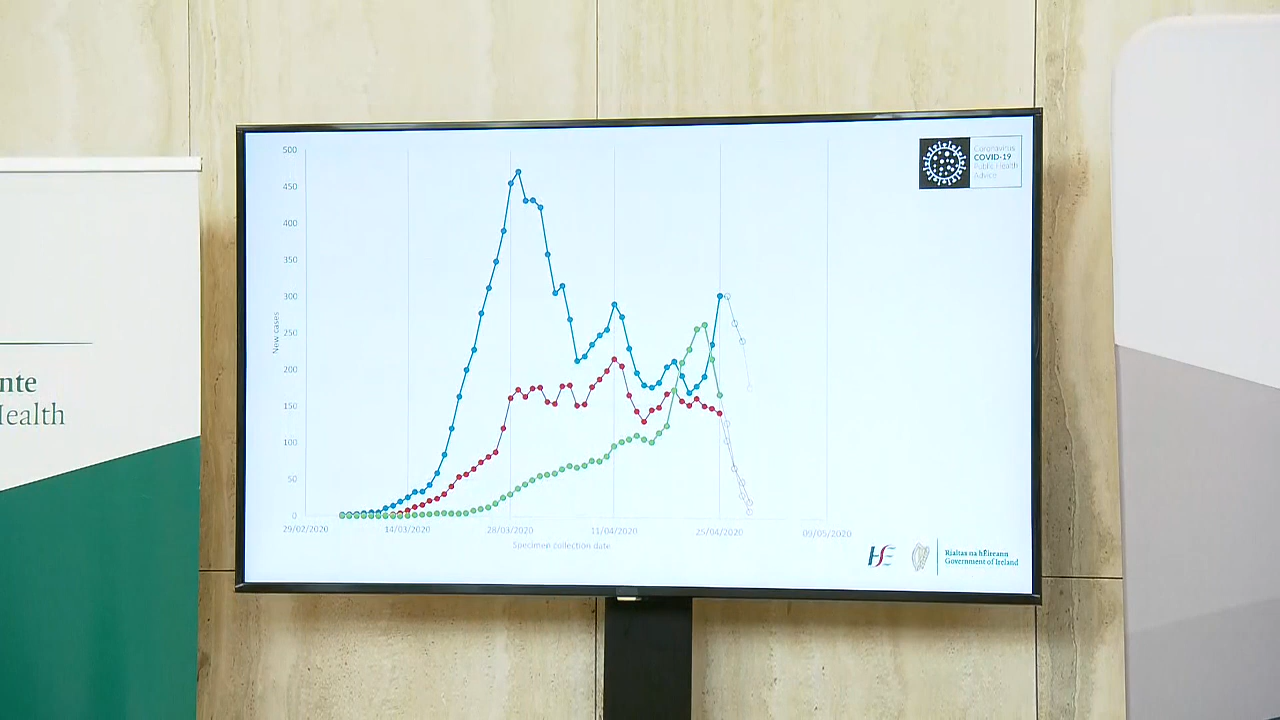 nte
Health
500
450
400
350
300
250
200
150
100
50
0
New cases
29/02/2020
14/03/2020
28/03/2020
11/04/2020
25/04/2020
09/05/2020
Specimen collection date
Coronavirus
COVID-19
Public Health
Advice
HSE
Rialtas na hÉireann
Government of Ireland